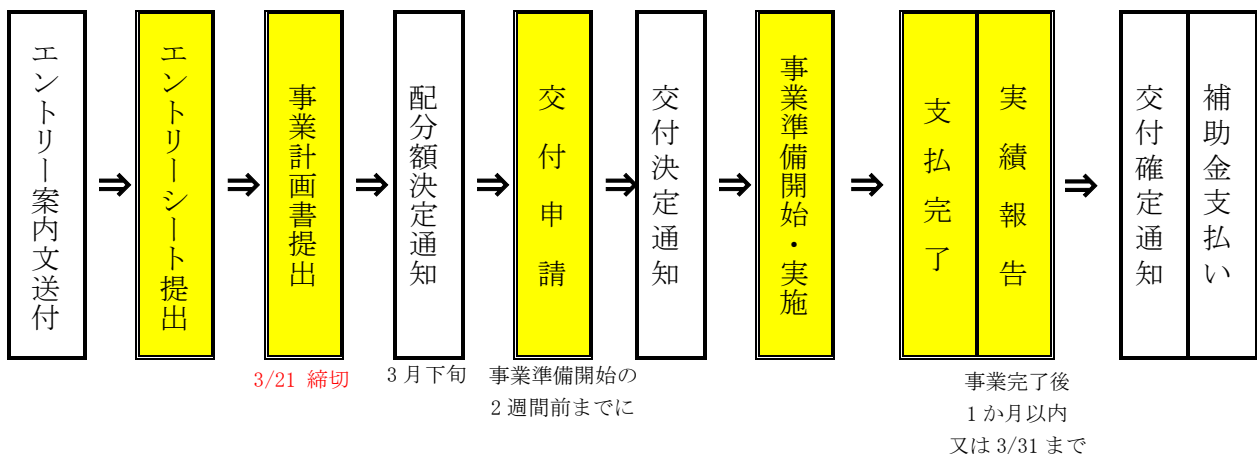 エントリー案内文送付
⇒
エントリーシート提出
⇒
事業計画書提出
⇒
配分額決定通知
⇒
交付申請
⇒
交付決定通知
⇒
事業準備開始・実施
⇒
支払完了
実績報告
⇒
交付確定通知
補助金支払い
3/21 締切
3月下旬
事業準備開始の
2週間前までに
事業完了後
1か月以内
又は3/31まで